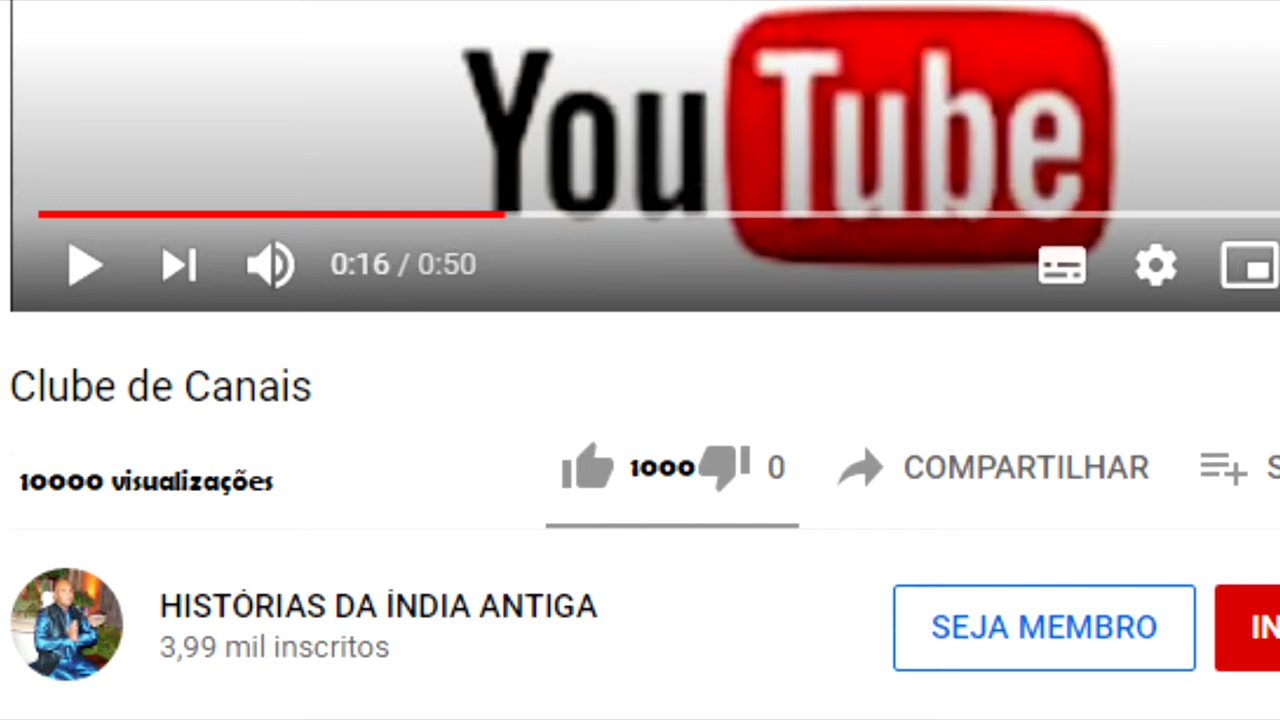 YouTube
0:16 / 0:50
Clube de Canais
10000 visualizações
1000 0 COMPARTILHAR S
HISTÓRIAS DA ÍNDIA ANTIGA
3,99 mil inscritos
SEJA MEMBRO IN